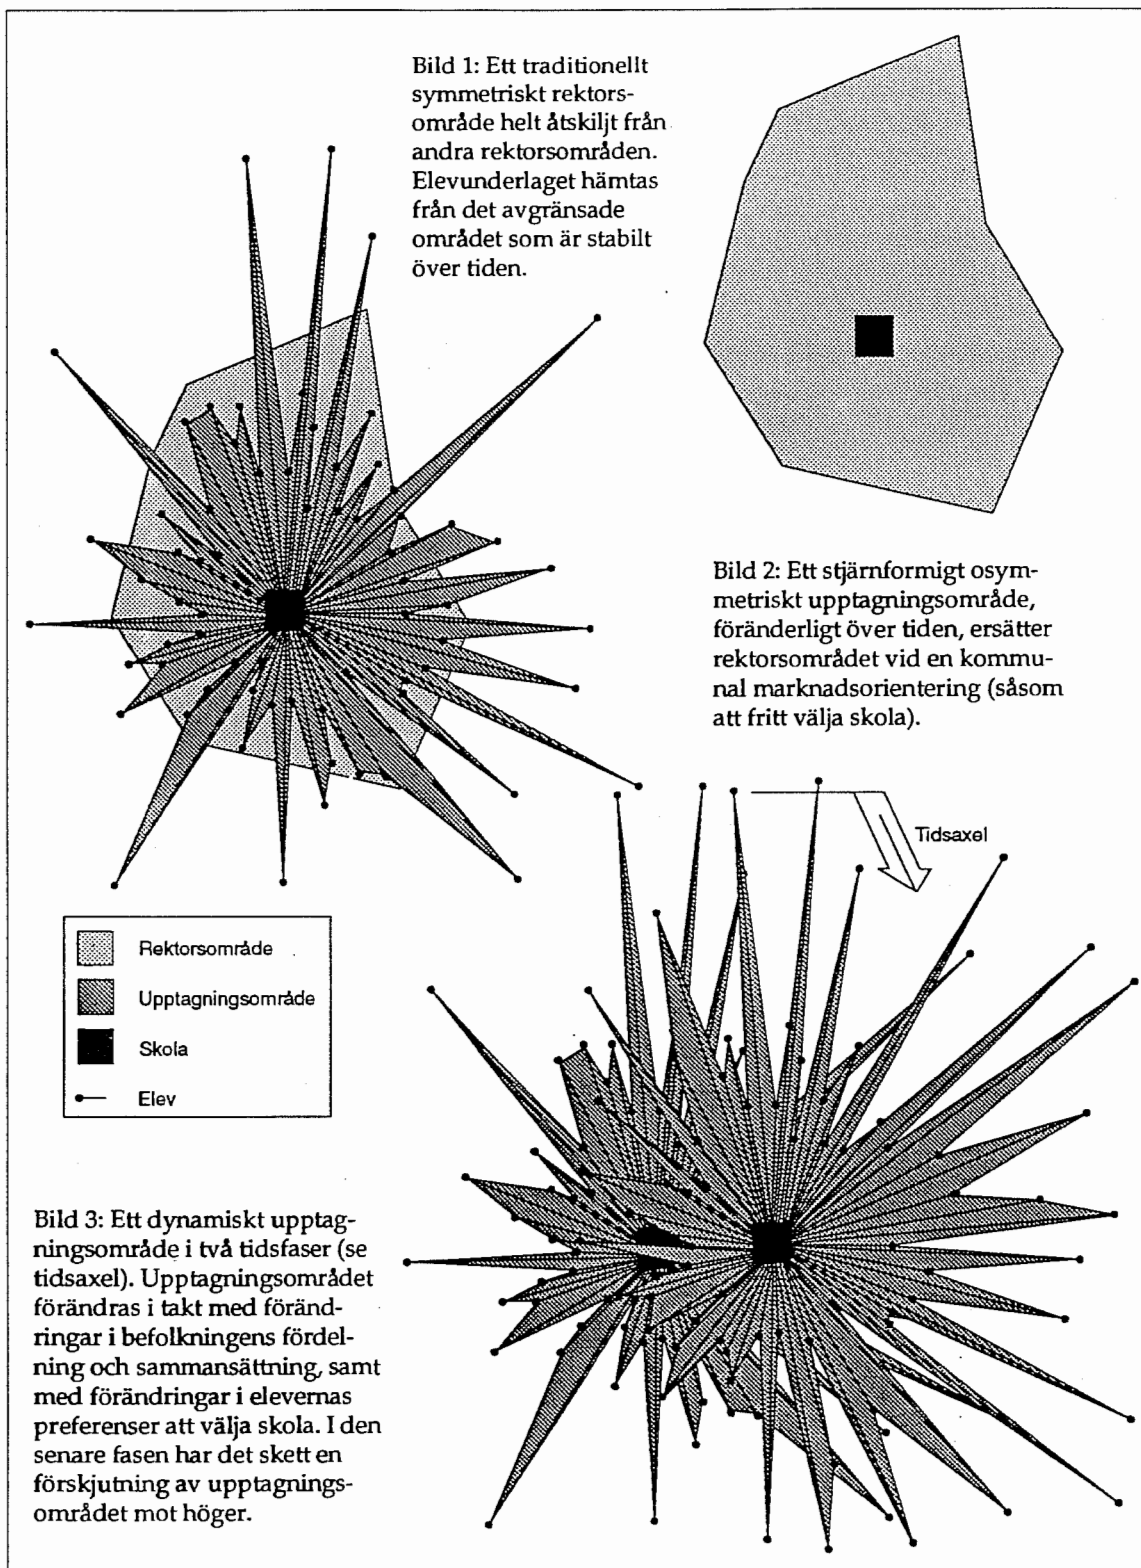 Bild 1: Ett traditionellt
symmetriskt rektors-
område helt åtskiljt från
andra rektorsområden.
Elevunderlaget hämtas
från det avgränsade
området som är stabilt
över tiden.
Bild 2: Ett stjärnformigt osym-
metriskt upptagningsområde,
föränderligt över tiden, ersätter
rektorsområdet vid en kommu-
nal marknadsorientering (såsom
att fritt välja skola).
Tidsaxel
Rektorsområde
Upptagningsområde
Skola
Elev
Bild 3: Ett dynamiskt upptag-
ningsområde i två tidsfaser (se
tidsaxel). Upptagningsområdet
förändras i takt med föränd-
ringar i befolkningens fördel-
ning och sammansättning, samt
med förändringar i elevernas
preferenser att välja skola. I den
senare fasen har det skett en
förskjutning av upptagnings-
området mot höger.